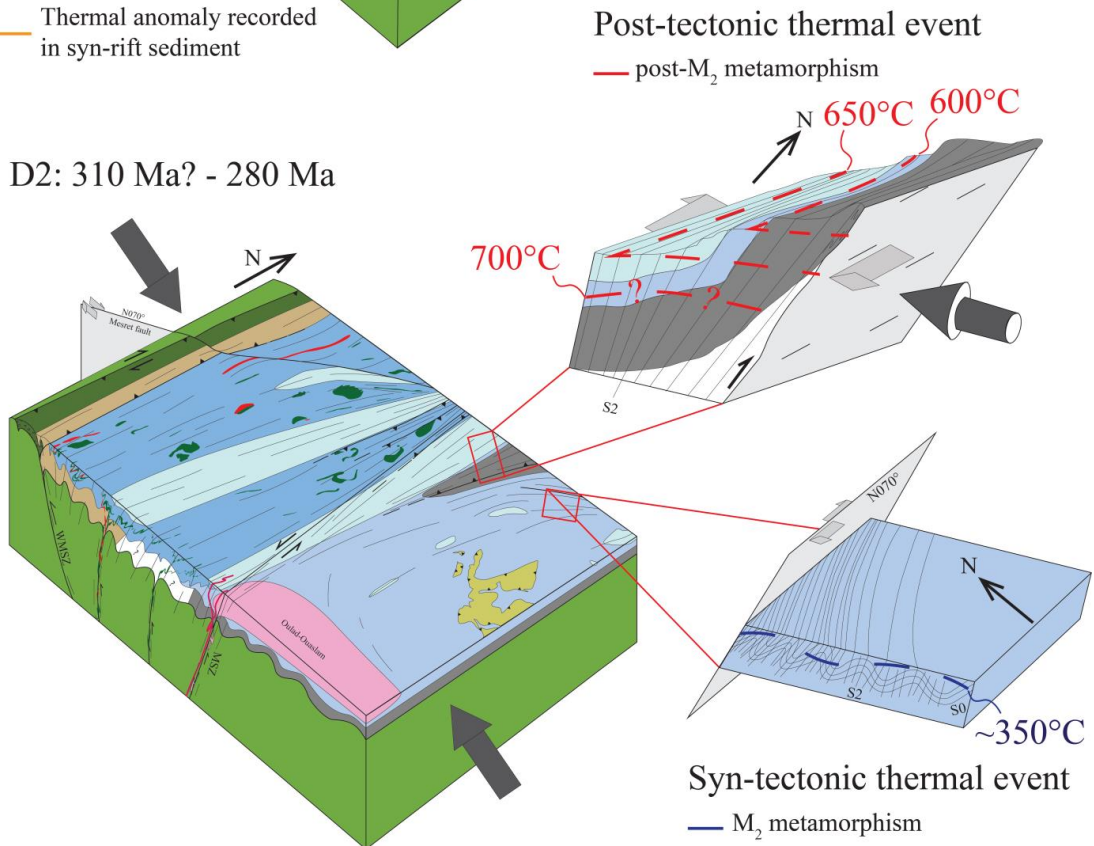 Thermal anomaly recorded
in syn-rift sediment
Post-tectonic thermal event
post-M₂ metamorphism
650°C
600°C
N
700°C
? ?
S2
D2: 310 Ma? - 280 Ma
N
N070°
Mesret fault
WMSZ
MSZ
Oulad-Ouaslam
N070°
N
S2
S0
~350°C
Syn-tectonic thermal event
M₂ metamorphism